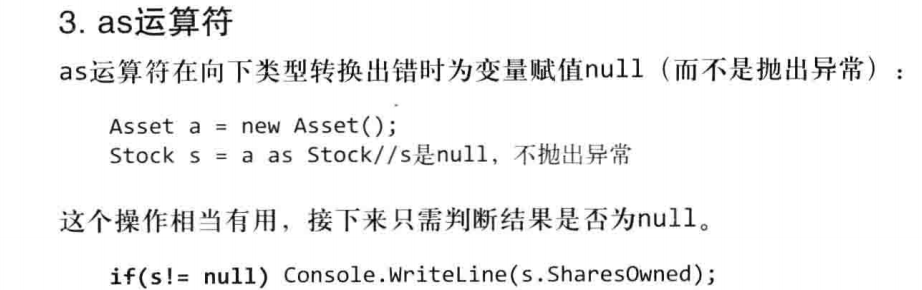 3. as运算符
as运算符在向下类型转换出错时为变量赋值null（而不是抛出异常）：
Asset a = new Asset();
Stock s = a as Stock//s是null，不抛出异常
这个操作相当有用，接下来只需判断结果是否为null。
if(s!= null) Console.WriteLine(s.SharesOwned);